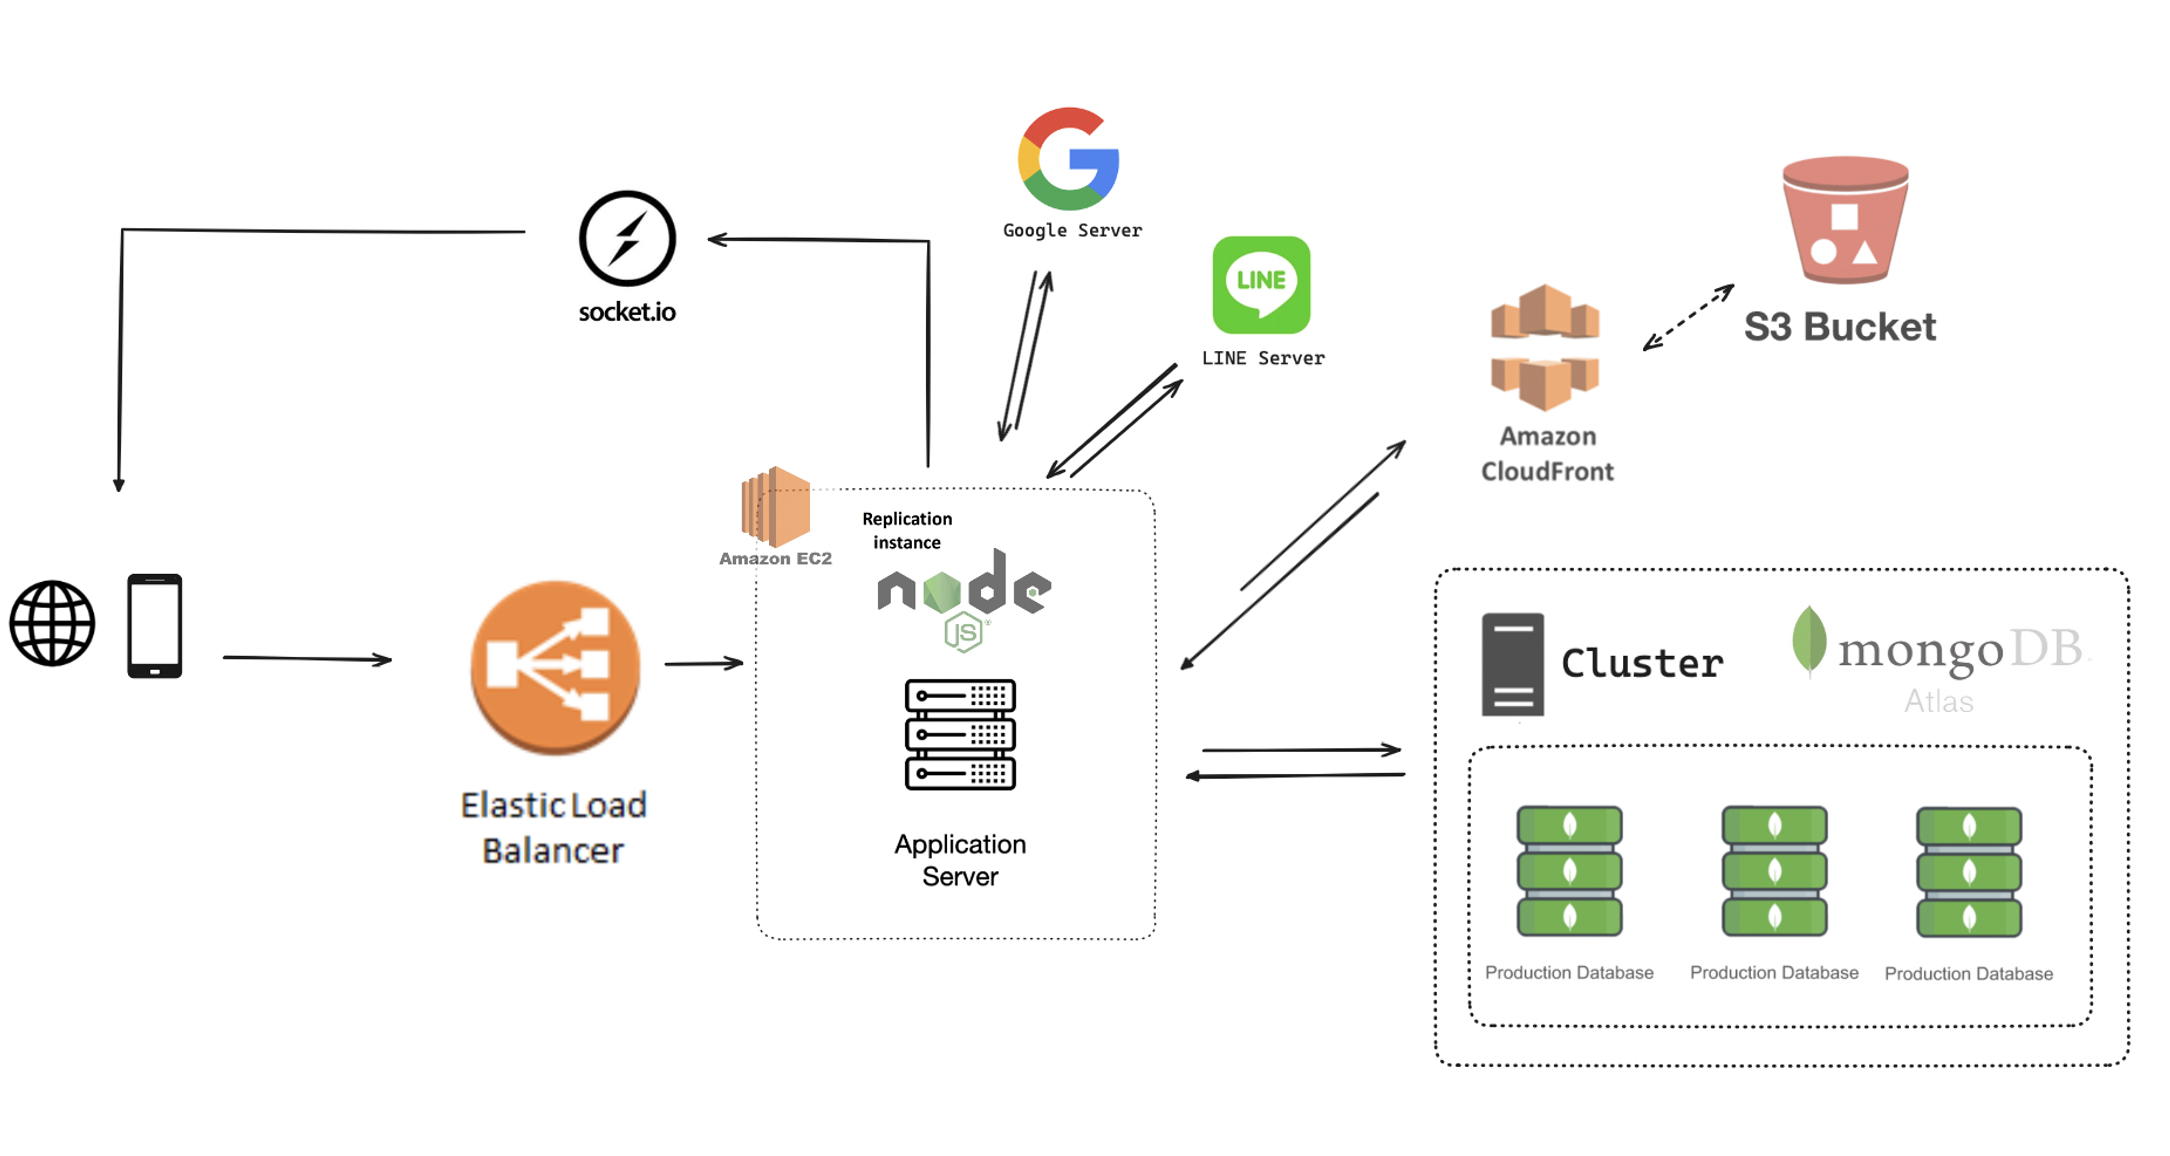 Google Server
LINE
LINE Server
socket.io
S3 Bucket
Amazon
CloudFront
Amazon EC2
Replication
instance
node
JS
Application
Server
Elastic Load
Balancer
Cluster
mongoDB
Atlas
Production Database
Production Database
Production Database